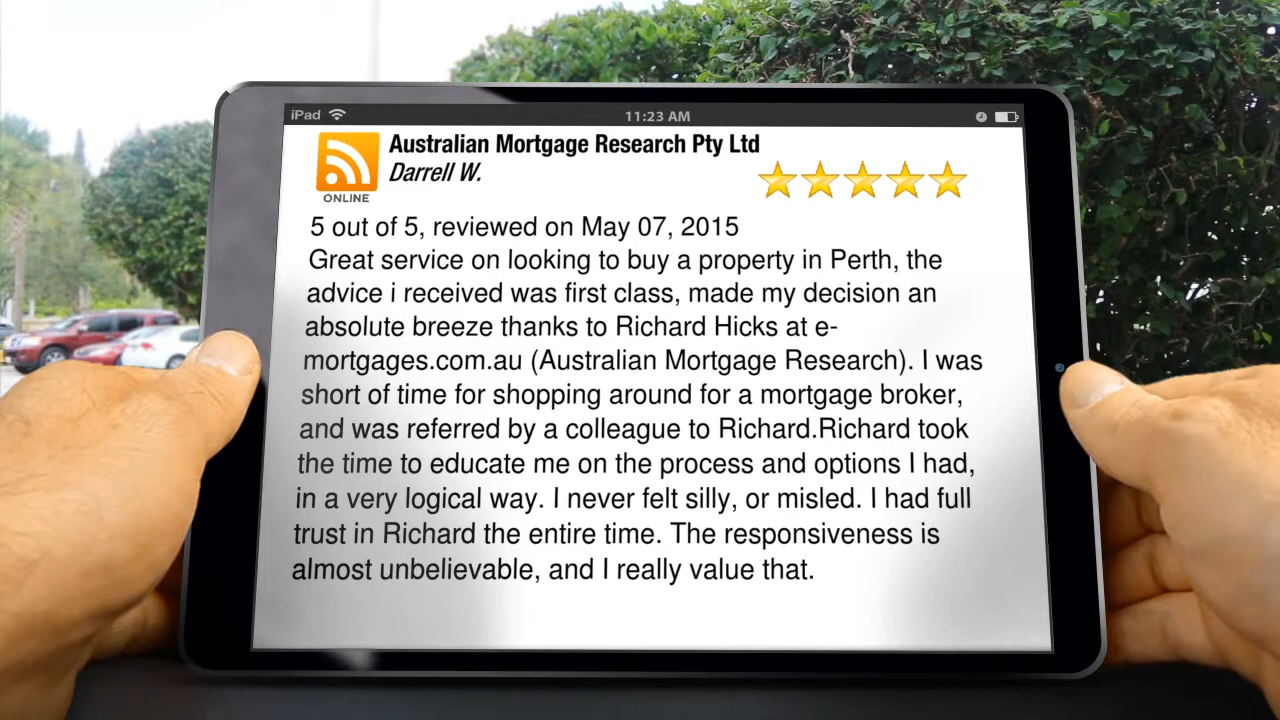 iPad 11:23 AM
Australian Mortgage Research Pty Ltd
Darrell W.
ONLINE
5 out of 5, reviewed on May 07, 2015
Great service on looking to buy a property in Perth, the
advice i received was first class, made my decision an
absolute breeze thanks to Richard Hicks at e-
mortgages.com.au (Australian Mortgage Research). I was
short of time for shopping around for a mortgage broker,
and was referred by a colleague to Richard.Richard took
the time to educate me on the process and options I had,
in a very logical way. I never felt silly, or misled. I had full
trust in Richard the entire time. The responsiveness is
almost unbelievable, and I really value that.